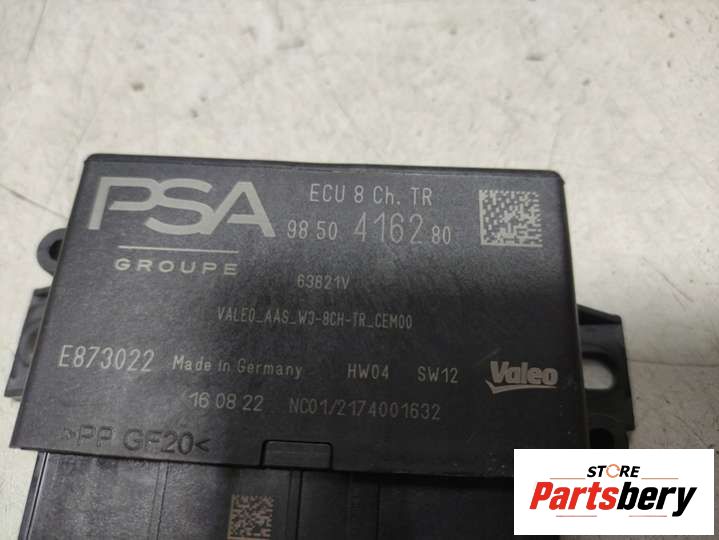 PSA
GROUPE
ECU 8 Ch. TR
98 50 4162 80
63821V
VALEO_AAS_W3-8CH-TR_CEM00
E873022 Made in Germany HW04 SW12 Valeo
16 08 22 NC01/2174001632
>PP GF20<
STORE
Partsbery